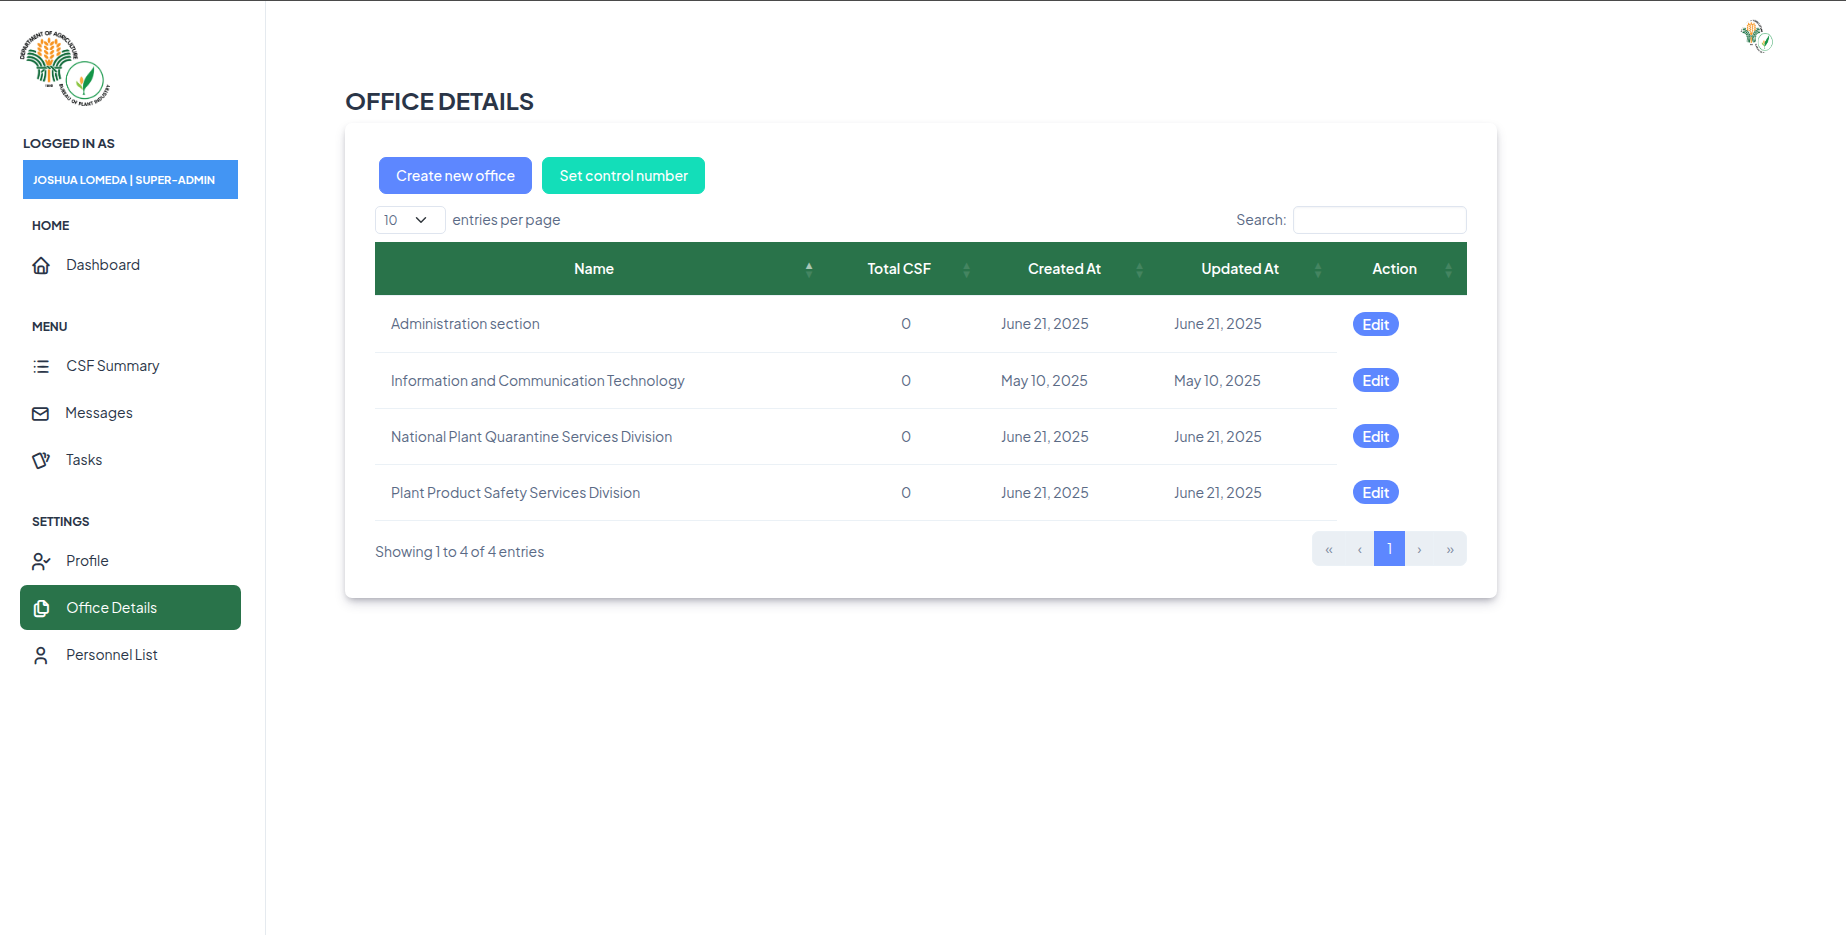 DEPARTMENT OF AGRICULTURE
BUREAU OF PLANT INDUSTRY
LOGGED IN AS
JOSHUA LOMEDA | SUPER-ADMIN
HOME
Dashboard
MENU
CSF Summary
Messages
Tasks
SETTINGS
Profile
Office Details
Personnel List
OFFICE DETAILS
Create new office Set control number
10 entries per page Search:
Name Total CSF Created At Updated At Action
Administration section 0 June 21, 2025 June 21, 2025 Edit
Information and Communication Technology 0 May 10, 2025 May 10, 2025 Edit
National Plant Quarantine Services Division 0 June 21, 2025 June 21, 2025 Edit
Plant Product Safety Services Division 0 June 21, 2025 June 21, 2025 Edit
Showing 1 to 4 of 4 entries « ‹ 1 › »